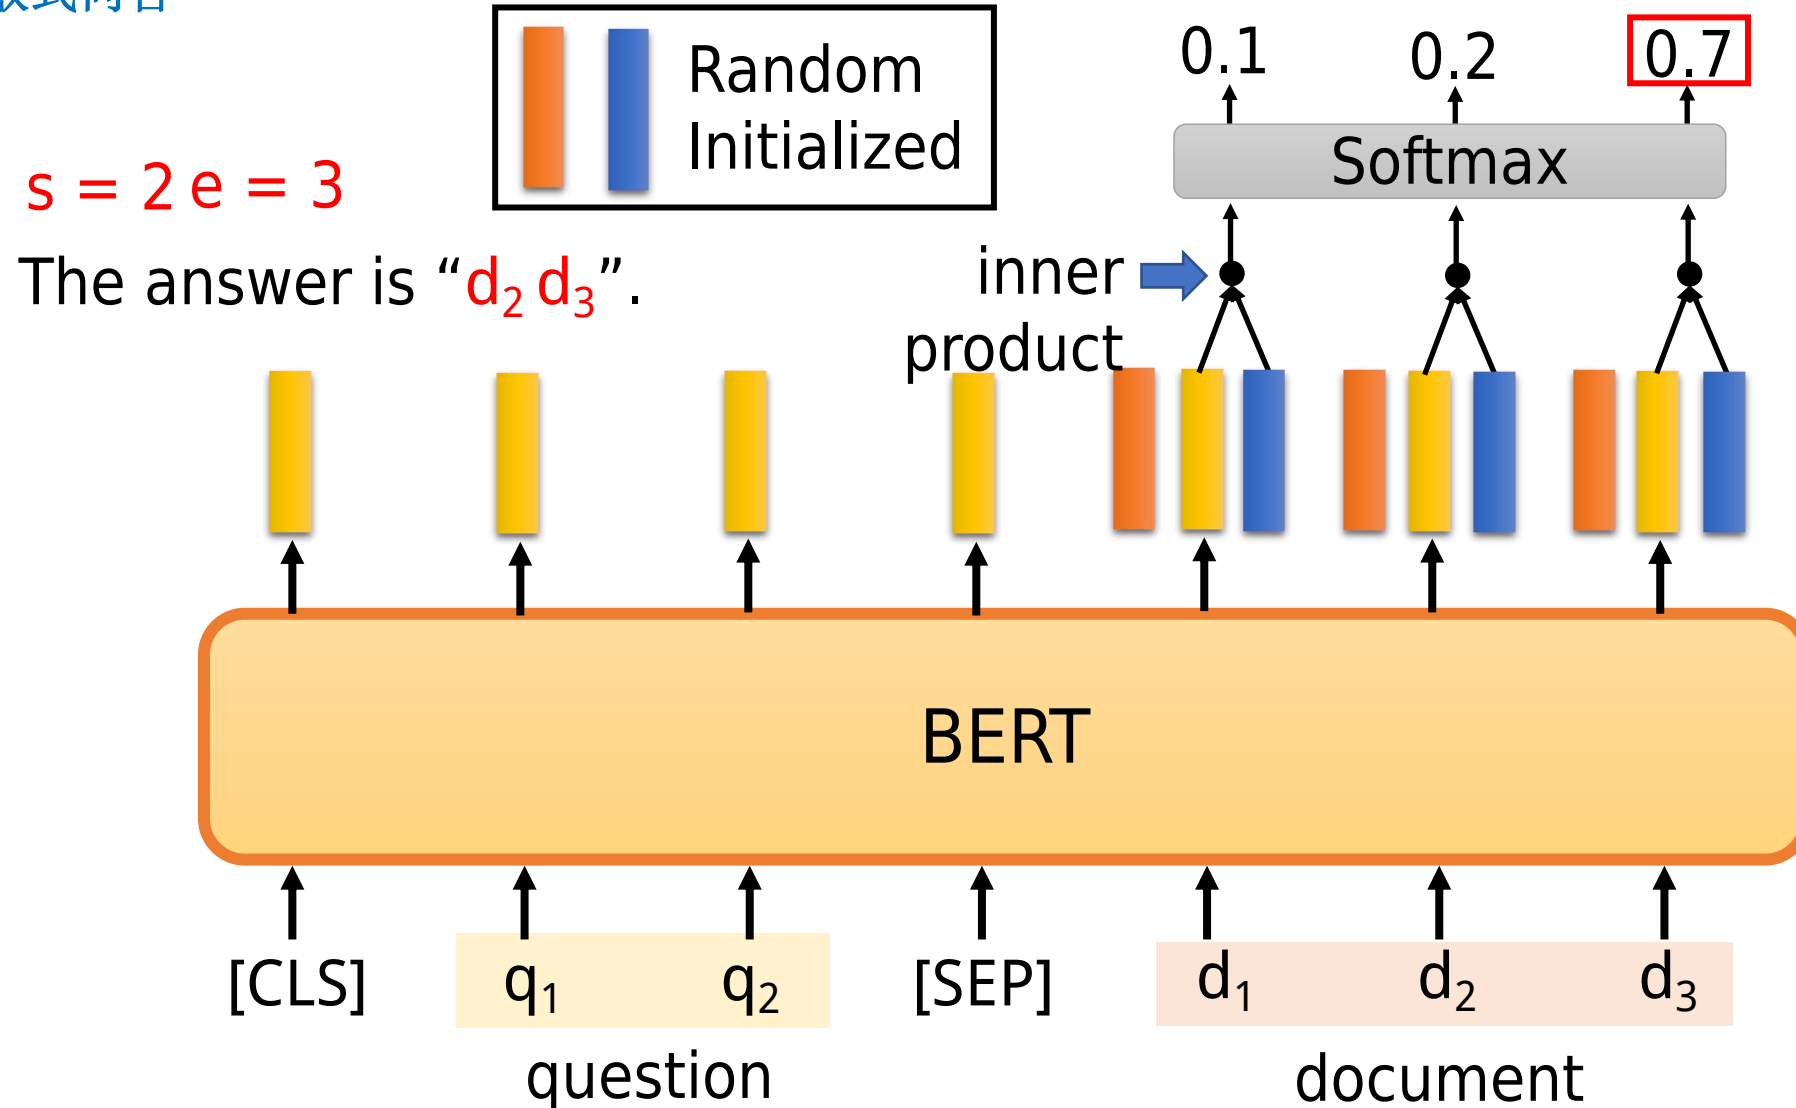 Random
Initialized
0.1 0.2 0.7
Softmax
s = 2 e = 3
The answer is “d2 d3”.
inner
product
BERT
[CLS] q1 q2 [SEP] d1 d2 d3
question document